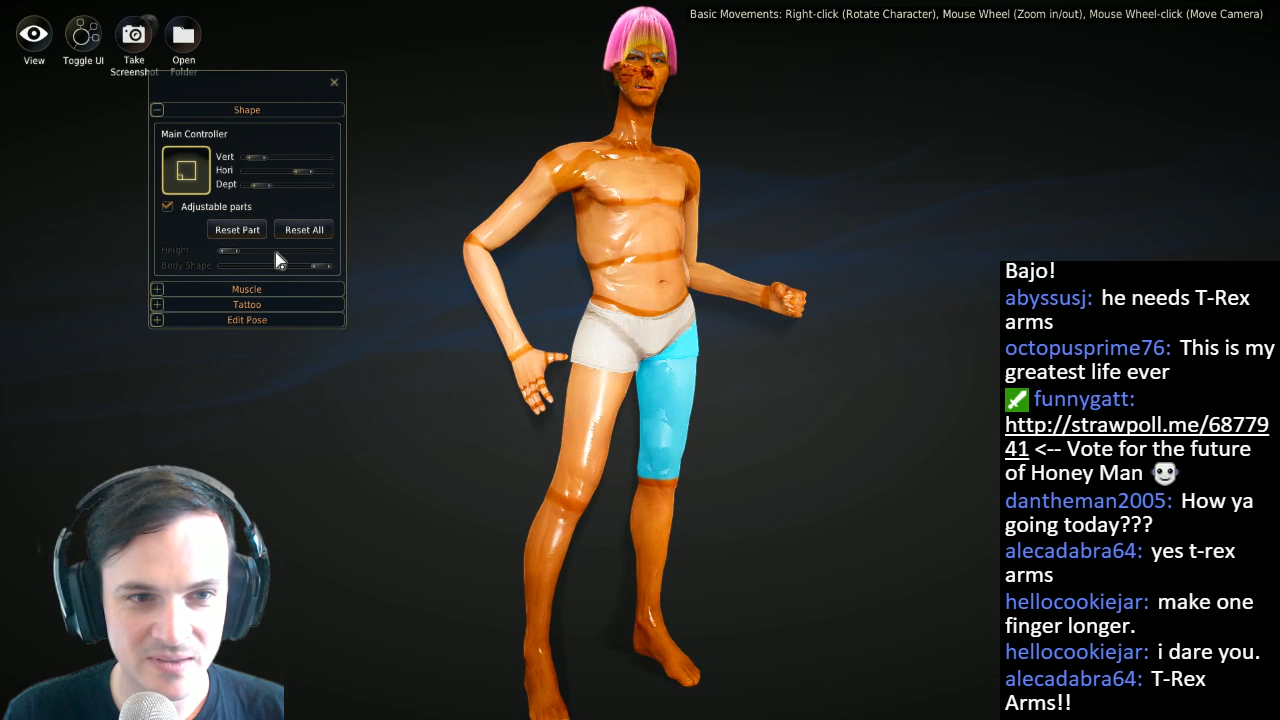 Basic Movements: Right-click (Rotate Character), Mouse Wheel (Zoom in/out), Mouse Wheel-click (Move Camera)
View
Toggle UI
Take
Screenshot
Open
Folder
Shape
Main Controller
Vert
Hori
Dept
Adjustable parts
Reset Part
Reset All
Height
Body Shape
Muscle
Tattoo
Edit Pose
Bajo!
abyssusj: he needs T-Rex
arms
octopusprime76: This is my
greatest life ever
funnygatt:
http://strawpoll.me/68779
41 <-- Vote for the future
of Honey Man
dantheman2005: How ya
going today???
alecadabra64: yes t-rex
arms
hellocookiejar: make one
finger longer.
hellocookiejar: i dare you.
alecadabra64: T-Rex
Arms!!